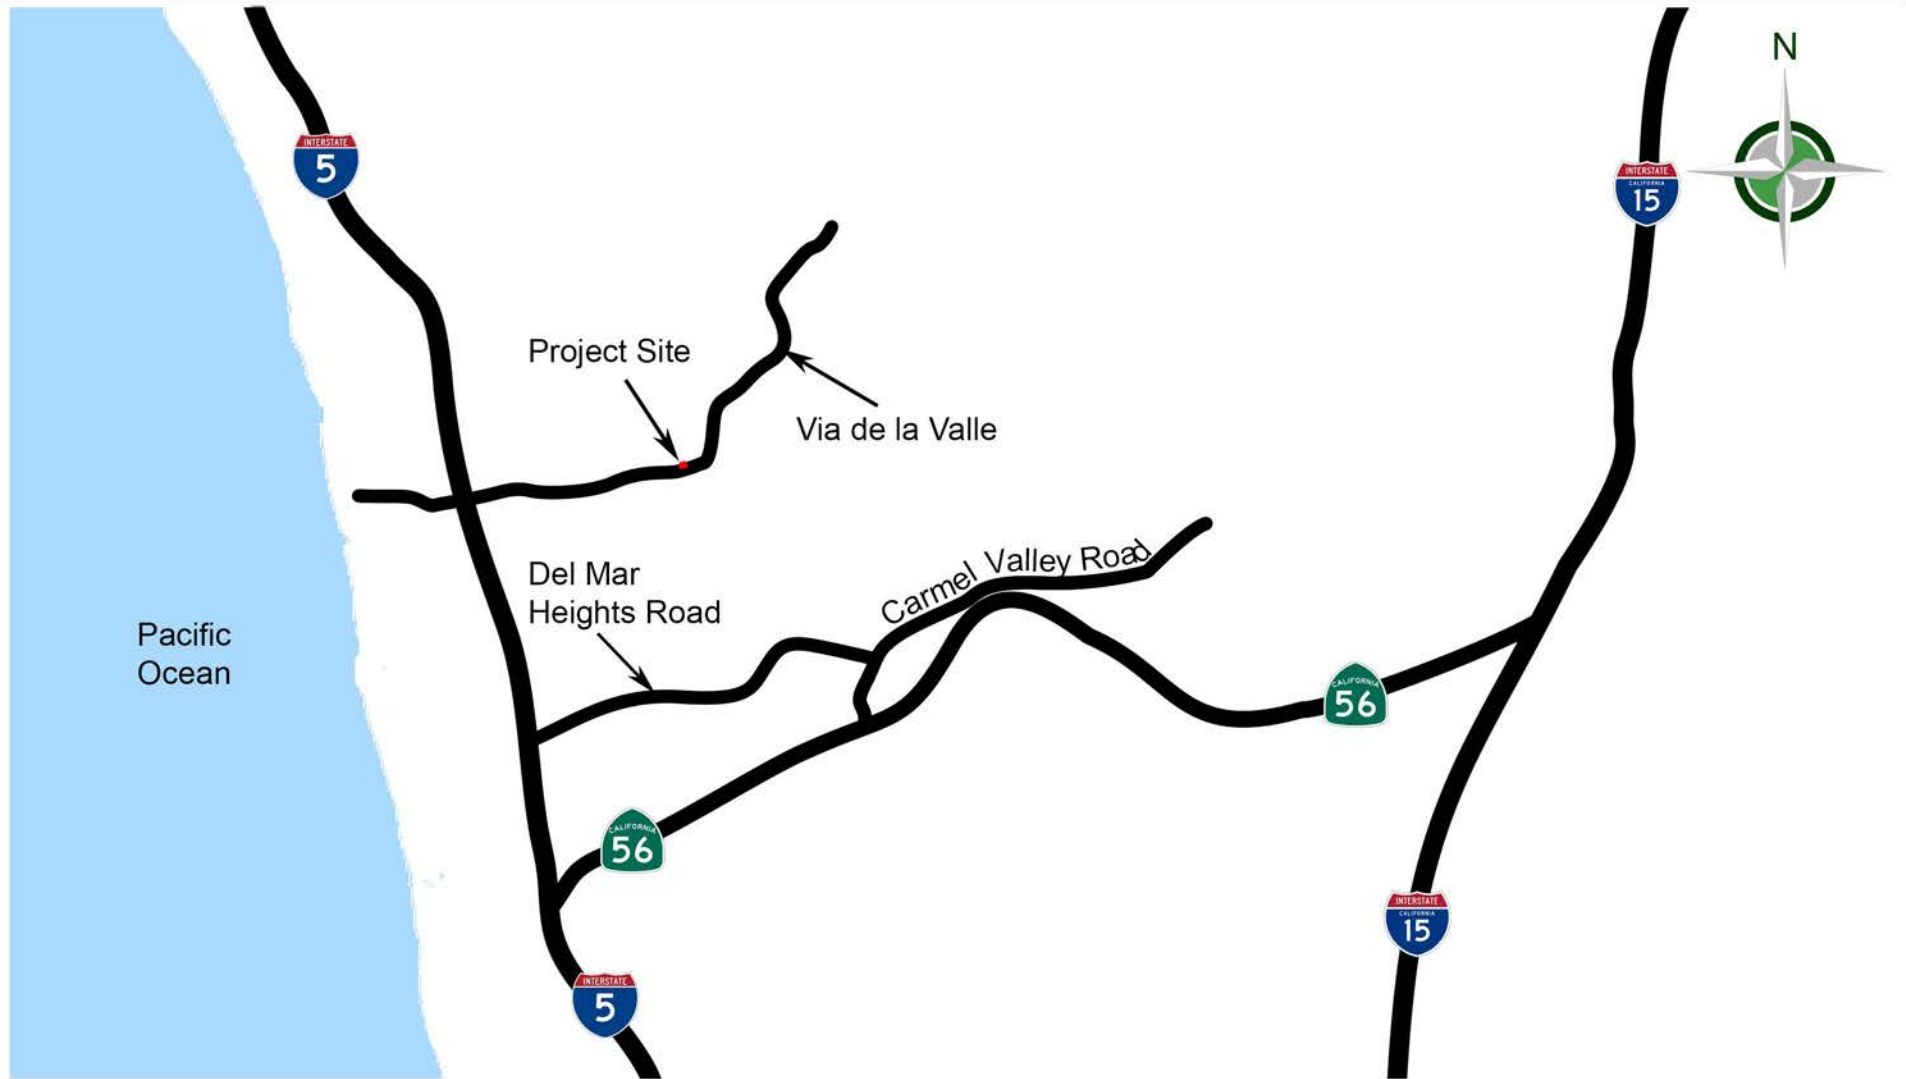 N
INTERSTATE
5
INTERSTATE
CALIFORNIA
15
Project Site
Via de la Valle
Del Mar
Heights Road
Carmel Valley Road
Pacific
Ocean
CALIFORNIA
56
CALIFORNIA
56
INTERSTATE
CALIFORNIA
15
INTERSTATE
5